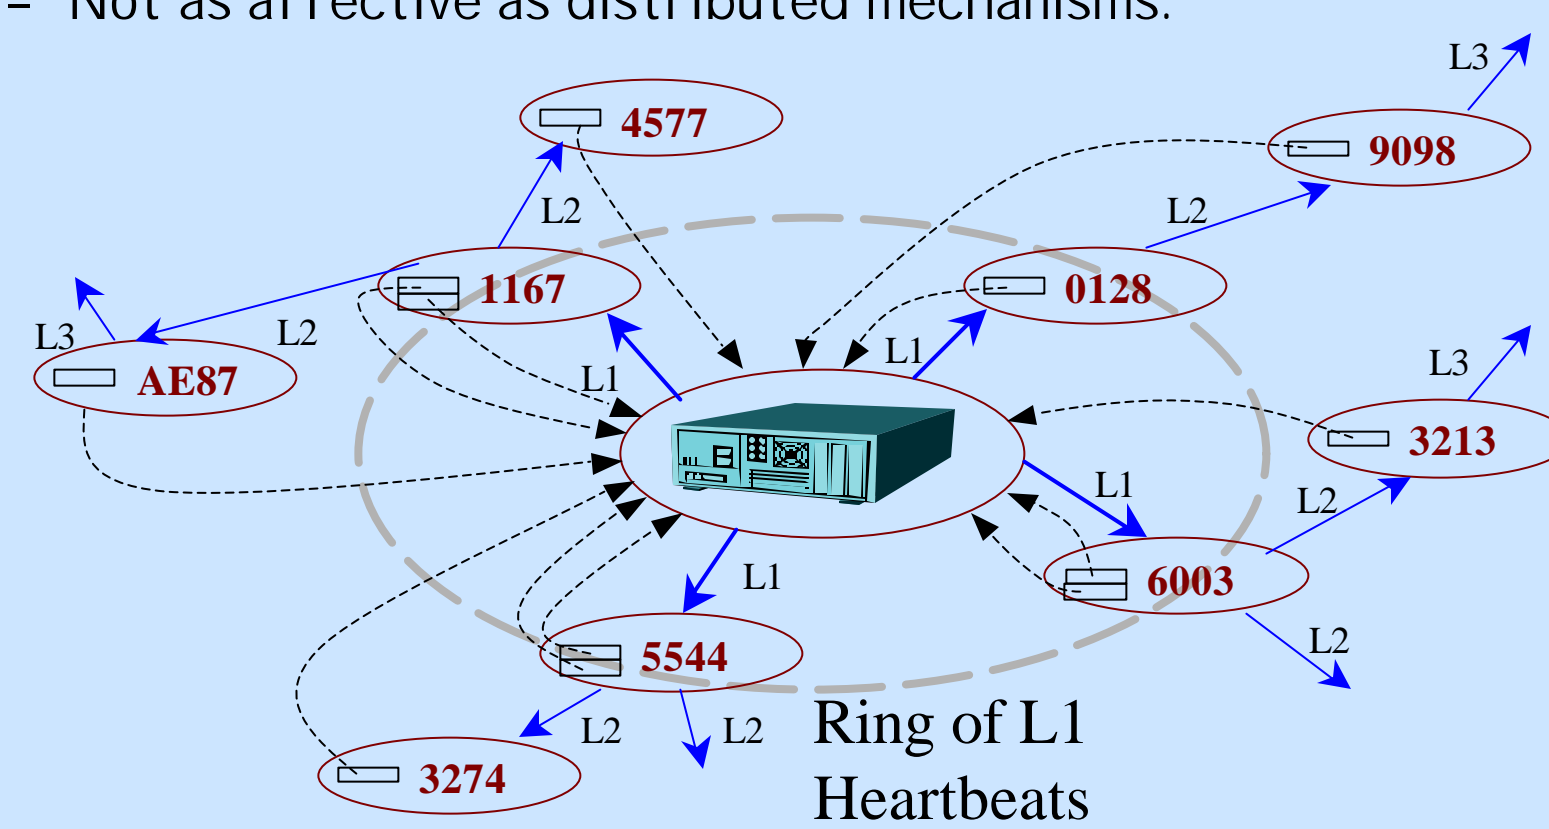 – Not as affective as distributed mechanisms.
L3
4577
9098
L2
L2
1167
0128
L3
L2
L1
L3
AE87
L1
3213
L1
L2
6003
L1
L2
5544
L2
L2
Ring of L1
3274
Heartbeats